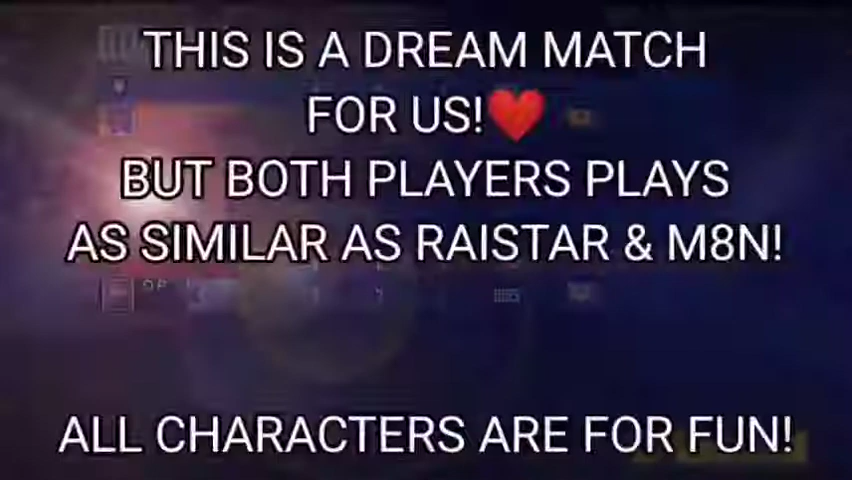 THIS IS A DREAM MATCH
FOR US!❤️
BUT BOTH PLAYERS PLAYS
AS SIMILAR AS RAISTAR & M8N!
ALL CHARACTERS ARE FOR FUN!